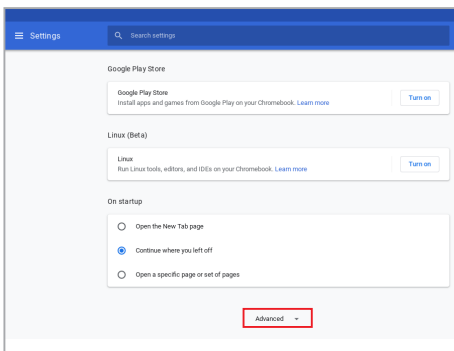 Settings
Search settings
Google Play Store
Google Play Store
Install apps and games from Google Play on your Chromebook. Learn more
Turn on
Linux (Beta)
Linux
Run Linux tools, editors, and IDEs on your Chromebook. Learn more
Turn on
On startup
Open the New Tab page
Continue where you left off
Open a specific page or set of pages
Advanced